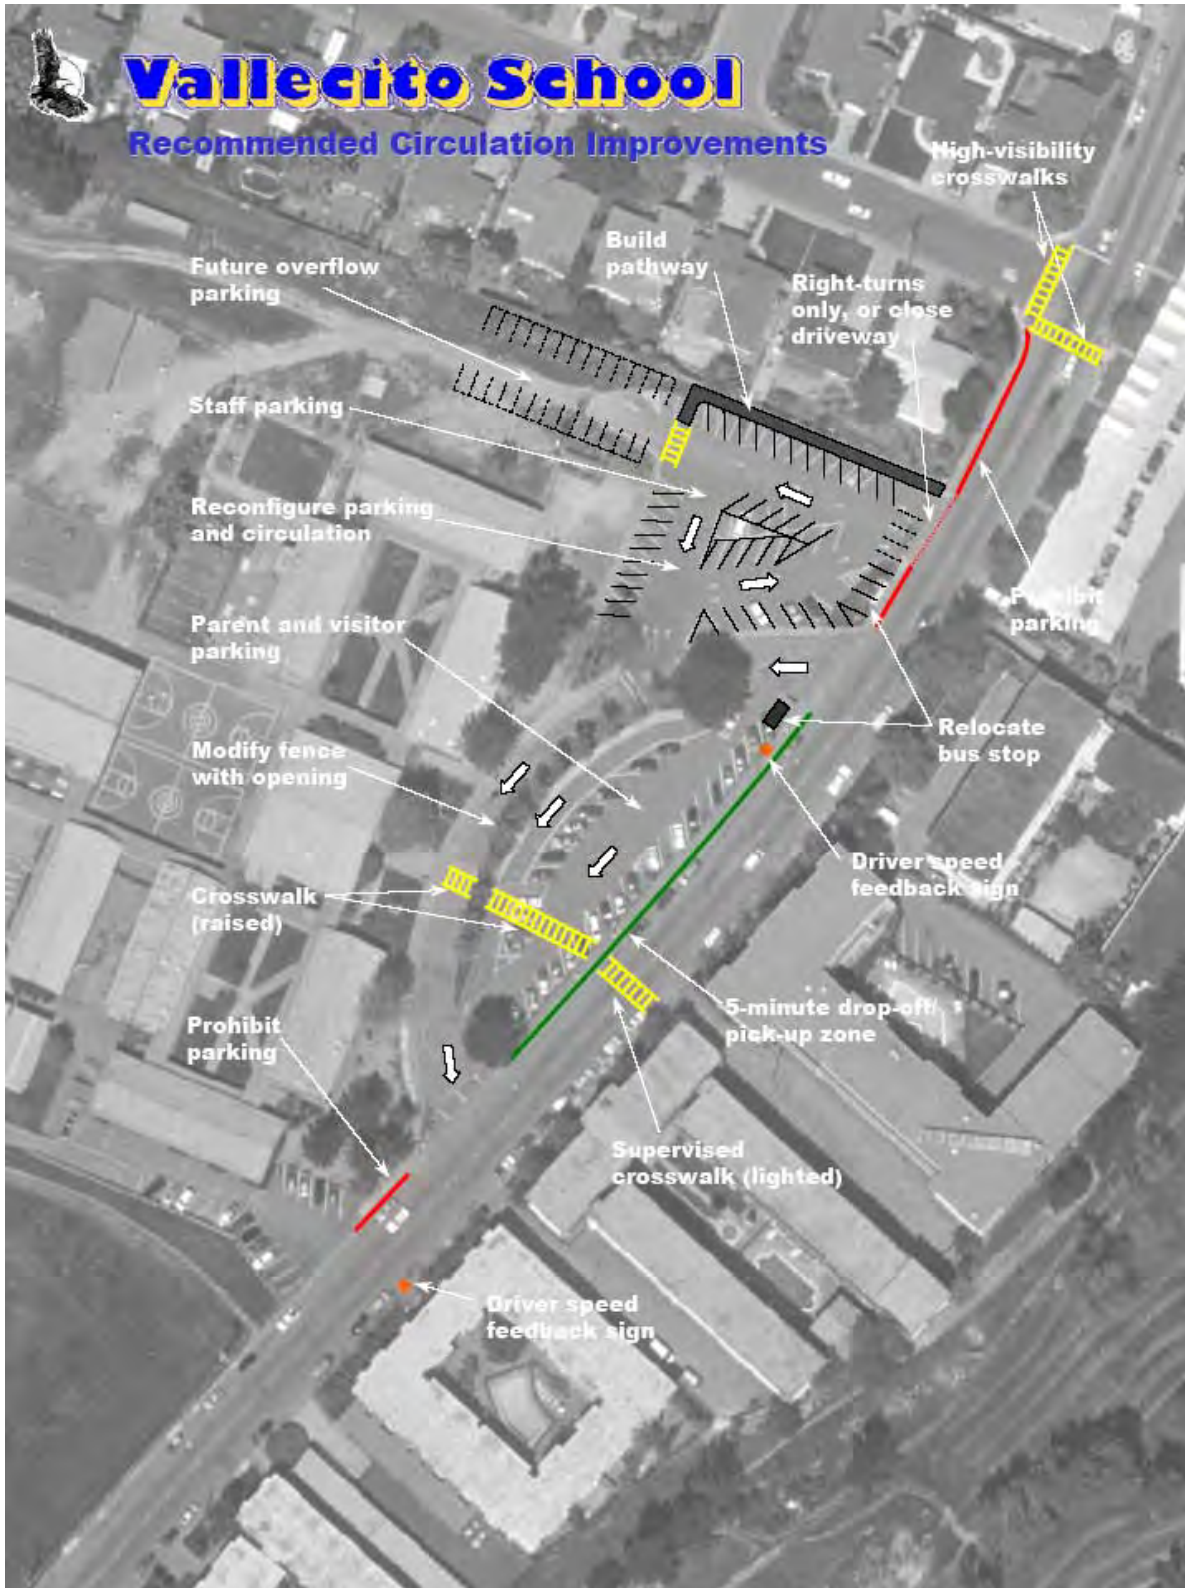 Vallecito School
Recommended Circulation Improvements
High-visibility
crosswalks
Build
pathway
Future overflow
parking
Right-turns
only, or close
driveway
Staff parking
Reconfigure parking
and circulation
Prohibit
parking
Parent and visitor
parking
Relocate
bus stop
Modify fence
with opening
Driver speed
feedback sign
Crosswalk
(raised)
5-minute drop-off/
pick-up zone
Prohibit
parking
Supervised
crosswalk (lighted)
Driver speed
feedback sign